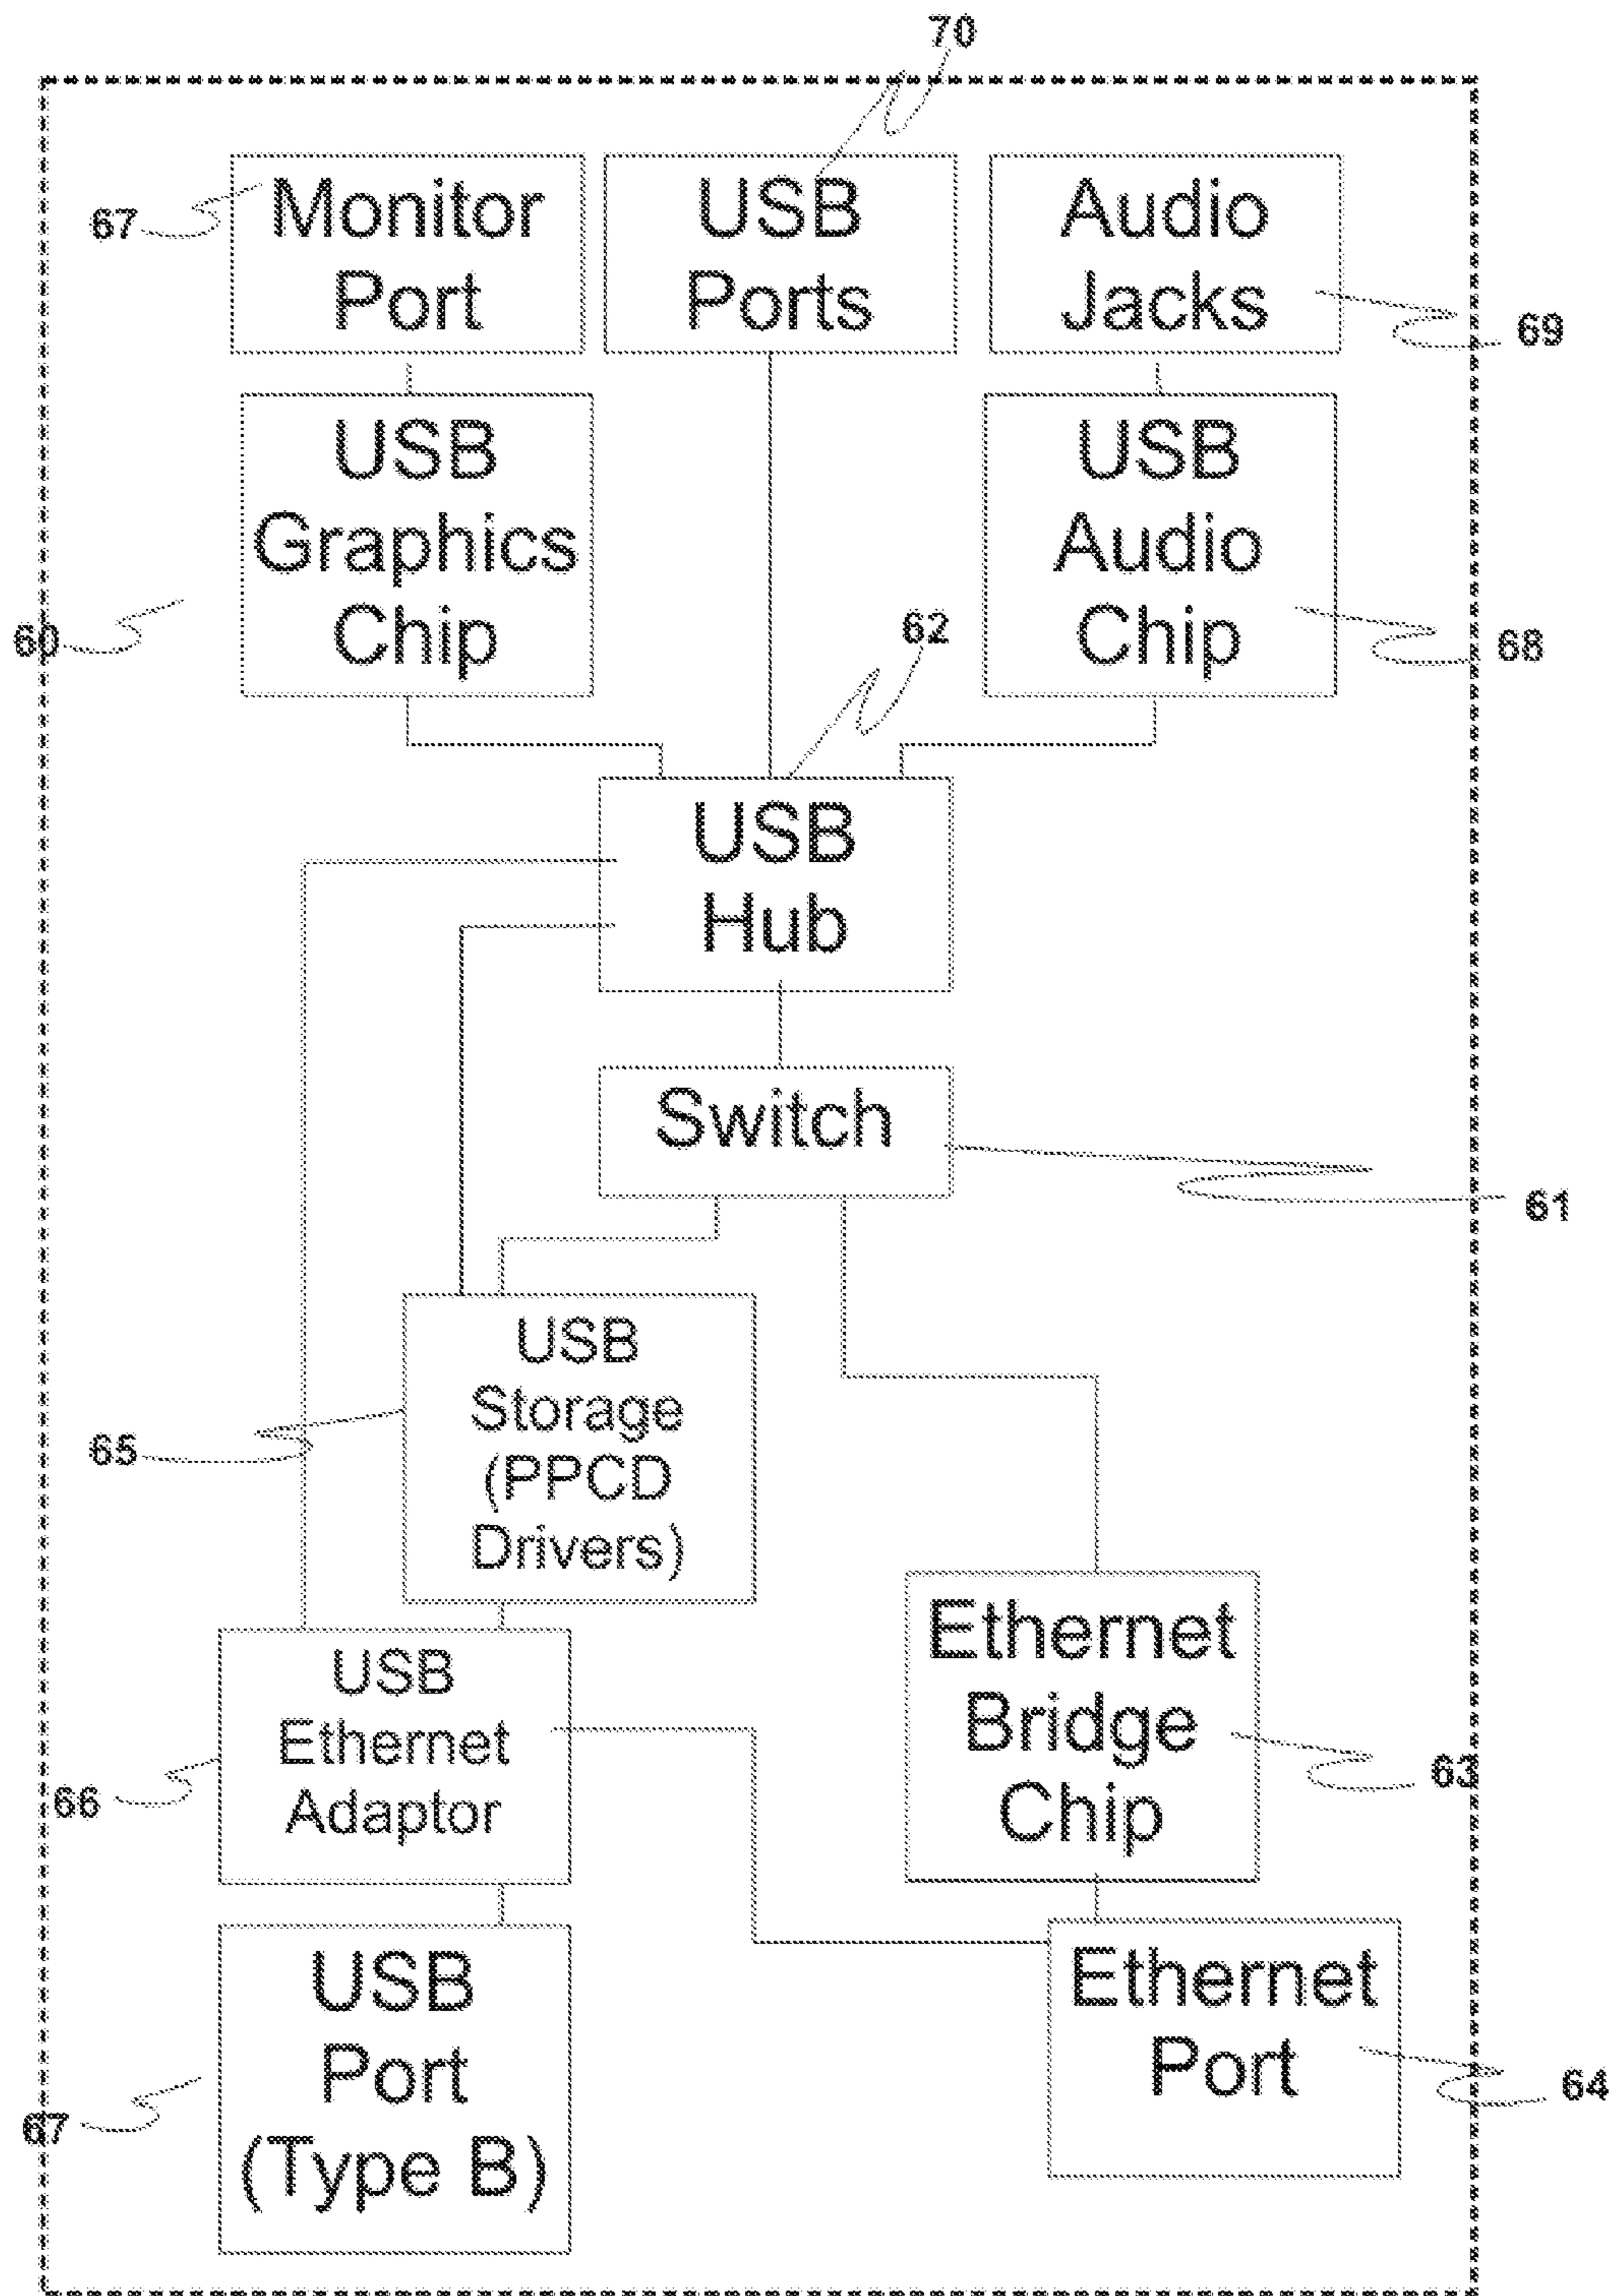 70
67
Monitor
Port
USB
Ports
Audio
Jacks
69
USB
Graphics
Chip
60
USB
Audio
Chip
68
62
USB
Hub
Switch
61
USB
Storage
(PPCD
Drivers)
65
USB
Ethernet
Adaptor
66
Ethernet
Bridge
Chip
63
USB
Port
(Type B)
67
Ethernet
Port
64